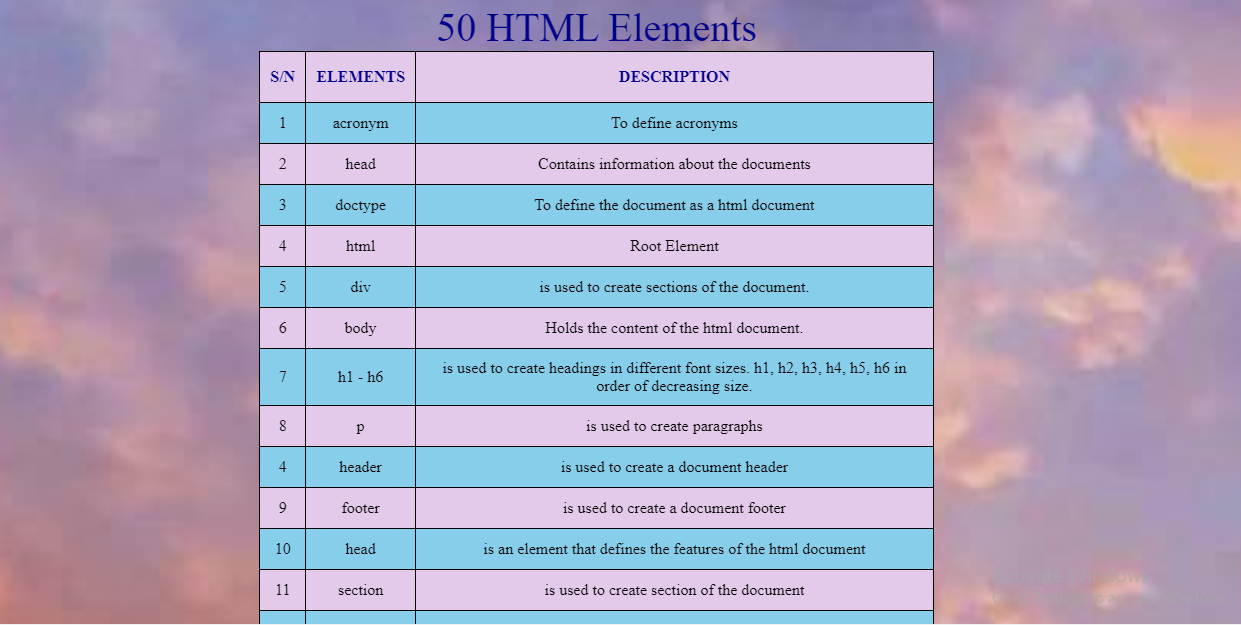 50 HTML Elements
S/N ELEMENTS DESCRIPTION
1 acronym To define acronyms
2 head Contains information about the documents
3 doctype To define the document as a html document
4 html Root Element
5 div is used to create sections of the document.
6 body Holds the content of the html document.
7 h1 - h6 is used to create headings in different font sizes. h1, h2, h3, h4, h5, h6 in
order of decreasing size.
8 p is used to create paragraphs
4 header is used to create a document header
9 footer is used to create a document footer
10 head is an element that defines the features of the html document
11 section is used to create section of the document